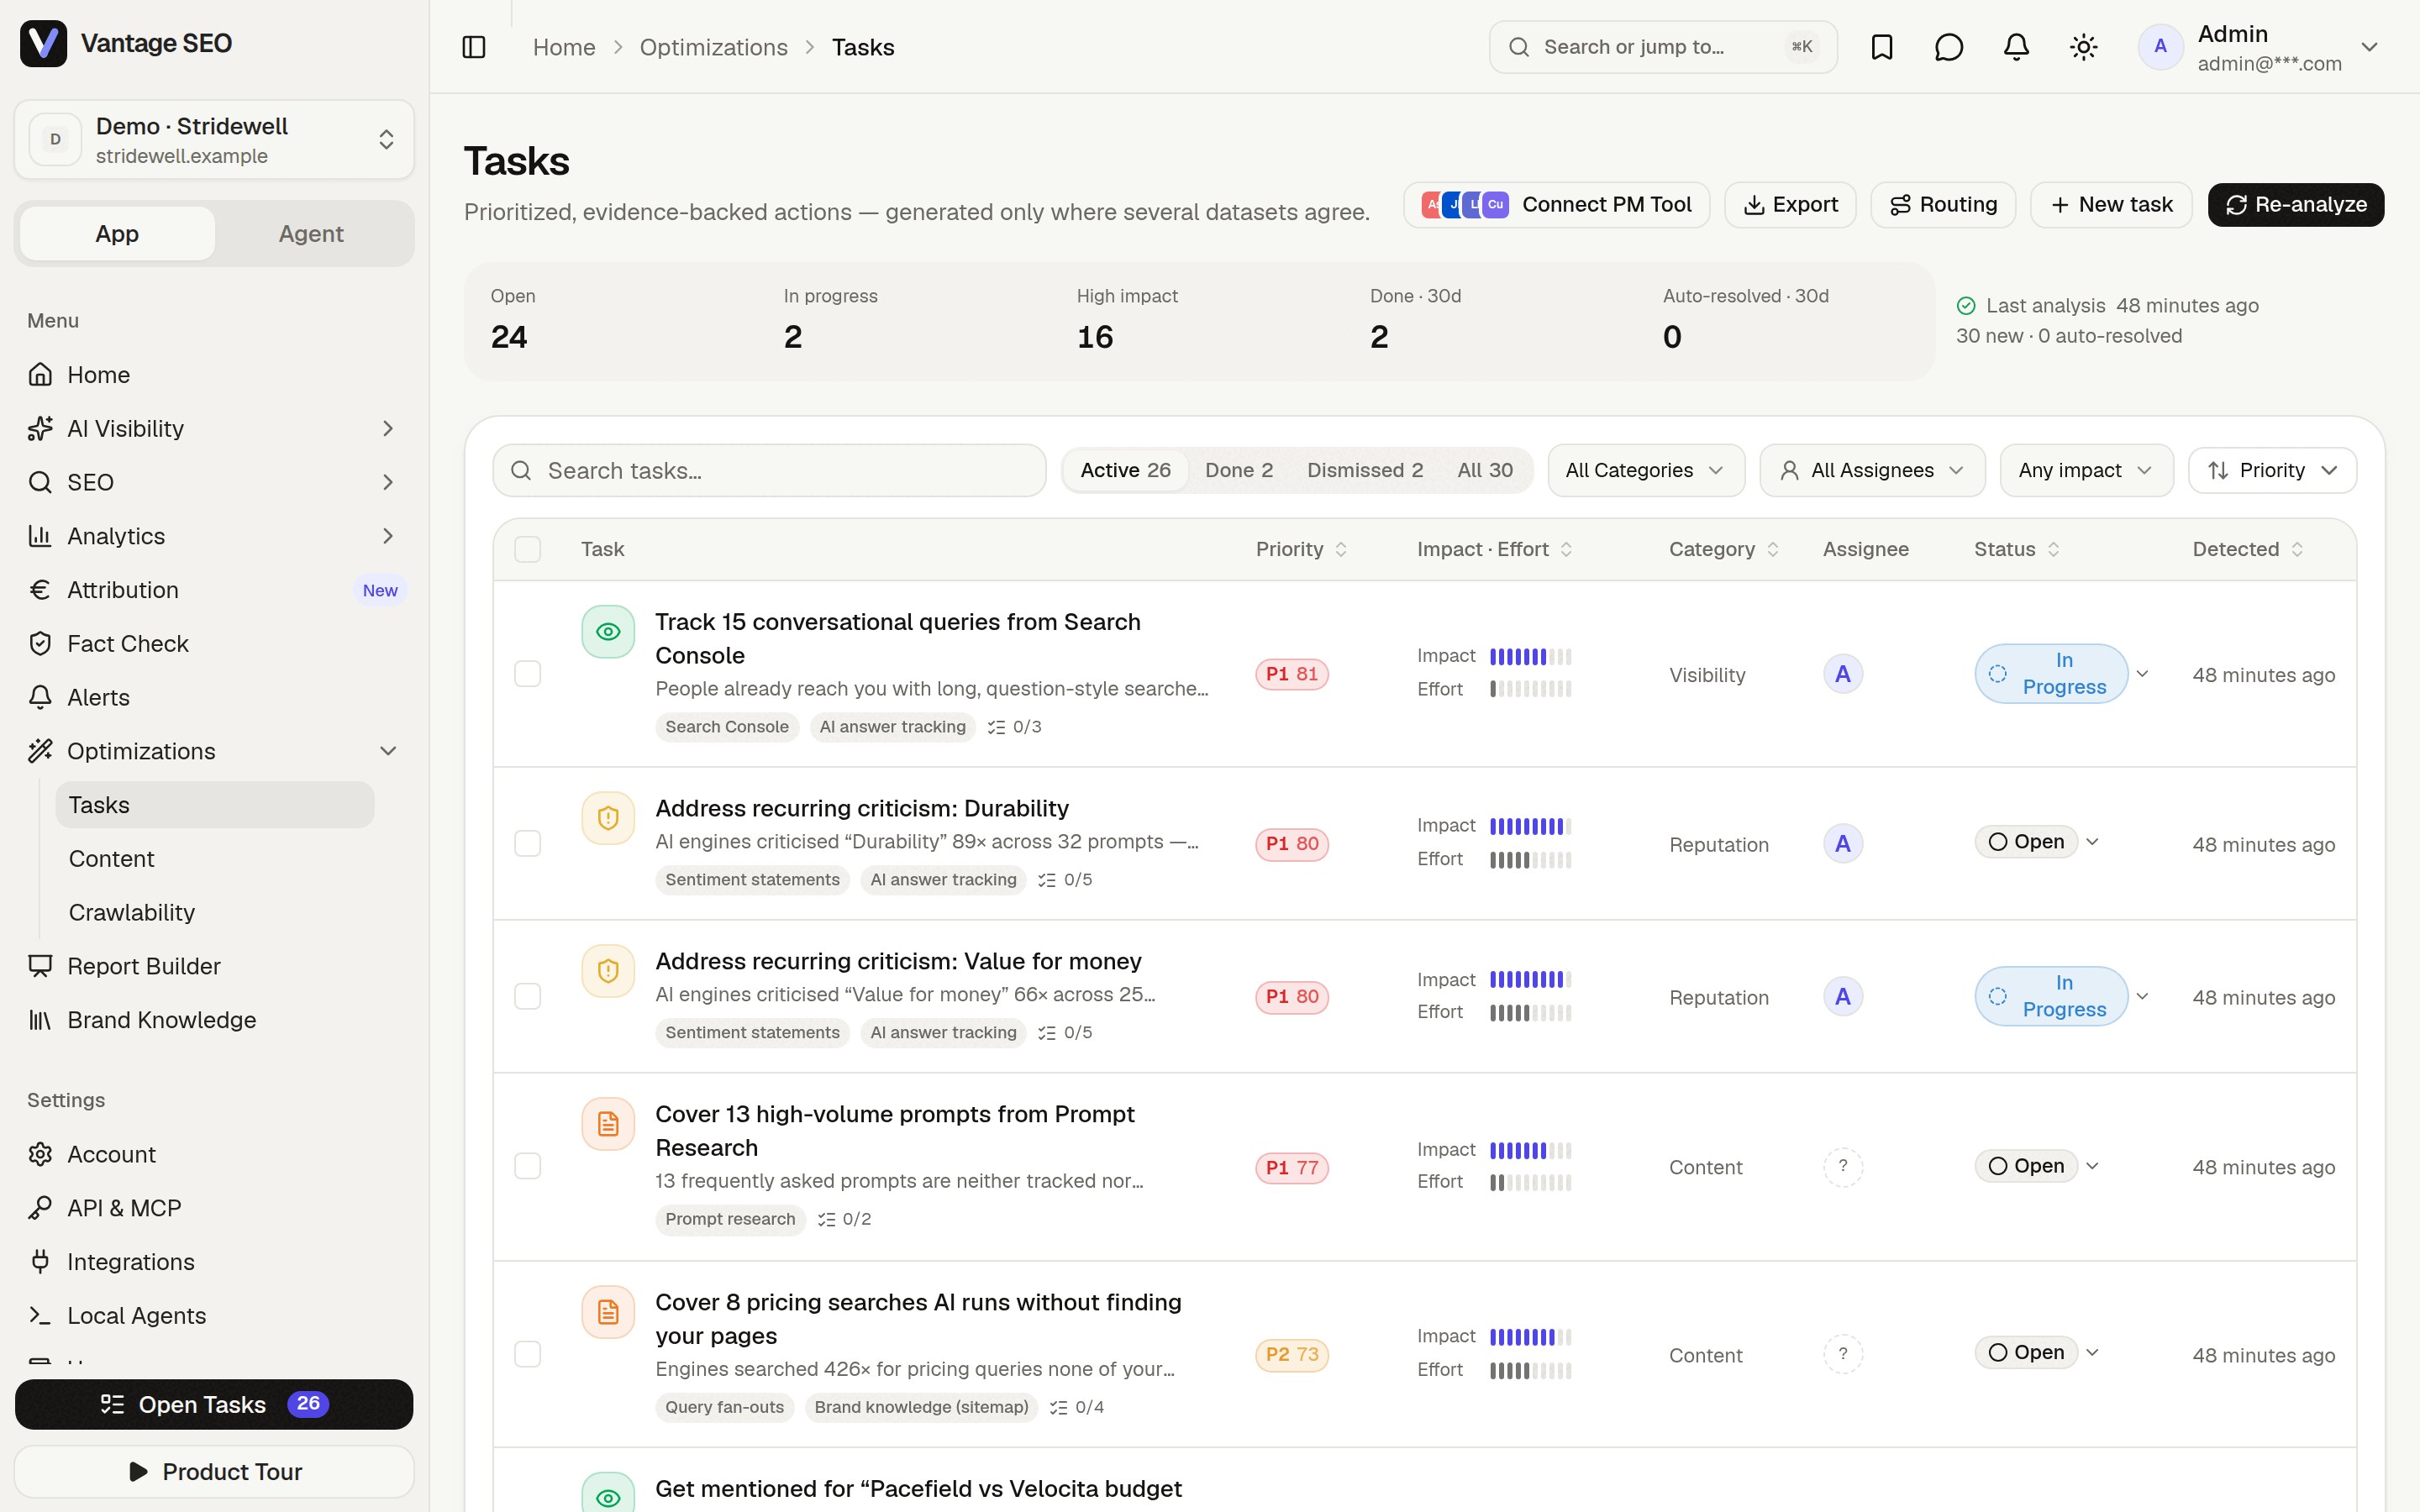 Vantage SEO
Demo · Stridewell
stridewell.example
D
App
Agent
Menu
Home
AI Visibility
SEO
Analytics
Attribution
New
Fact Check
Alerts
Optimizations
Tasks
Content
Crawlability
Report Builder
Brand Knowledge
Settings
Account
API & MCP
Integrations
Local Agents
Open Tasks 26
Product Tour
Home > Optimizations > Tasks
Search or jump to... ⌘K
A
Admin
admin@***.com
Tasks
Prioritized, evidence-backed actions — generated only where several datasets agree.
Cu Connect PM Tool
Export
Routing
+ New task
Re-analyze
Open
24
In progress
2
High impact
16
Done · 30d
2
Auto-resolved · 30d
0
Last analysis 48 minutes ago
30 new · 0 auto-resolved
Search tasks...
Active 26 Done 2 Dismissed 2 All 30
All Categories
All Assignees
Any impact
Priority
Task Priority Impact · Effort Category Assignee Status Detected
Track 15 conversational queries from Search
Console
People already reach you with long, question-style searche...
Search Console AI answer tracking 0/3
P1 81
Impact
Effort
Visibility
A
In
Progress
48 minutes ago
Address recurring criticism: Durability
AI engines criticised “Durability” 89× across 32 prompts —...
Sentiment statements AI answer tracking 0/5
P1 80
Impact
Effort
Reputation
A
Open
48 minutes ago
Address recurring criticism: Value for money
AI engines criticised “Value for money” 66× across 25...
Sentiment statements AI answer tracking 0/5
P1 80
Impact
Effort
Reputation
A
In
Progress
48 minutes ago
Cover 13 high-volume prompts from Prompt
Research
13 frequently asked prompts are neither tracked nor...
Prompt research 0/2
P1 77
Impact
Effort
Content
?
Open
48 minutes ago
Cover 8 pricing searches AI runs without finding
your pages
Engines searched 426× for pricing queries none of your...
Query fan-outs Brand knowledge (sitemap) 0/4
P2 73
Impact
Effort
Content
?
Open
48 minutes ago
Get mentioned for “Pacefield vs Velocita budget